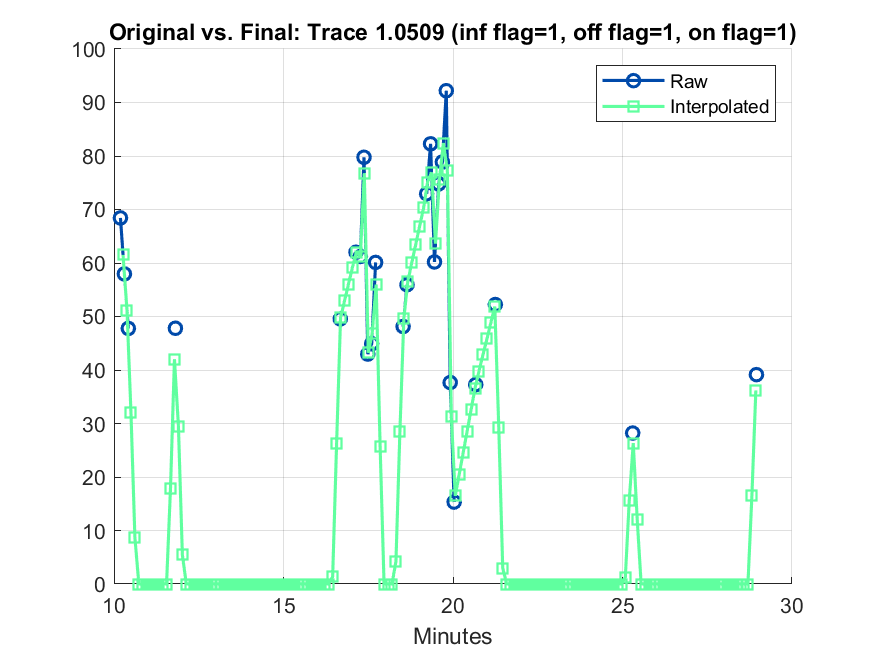 Original vs. Final: Trace 1.0509 (inf flag=1, off flag=1, on flag=1)
100
90
80
70
60
50
40
30
20
10
0
Raw
Interpolated
10 15 20 25 30
Minutes